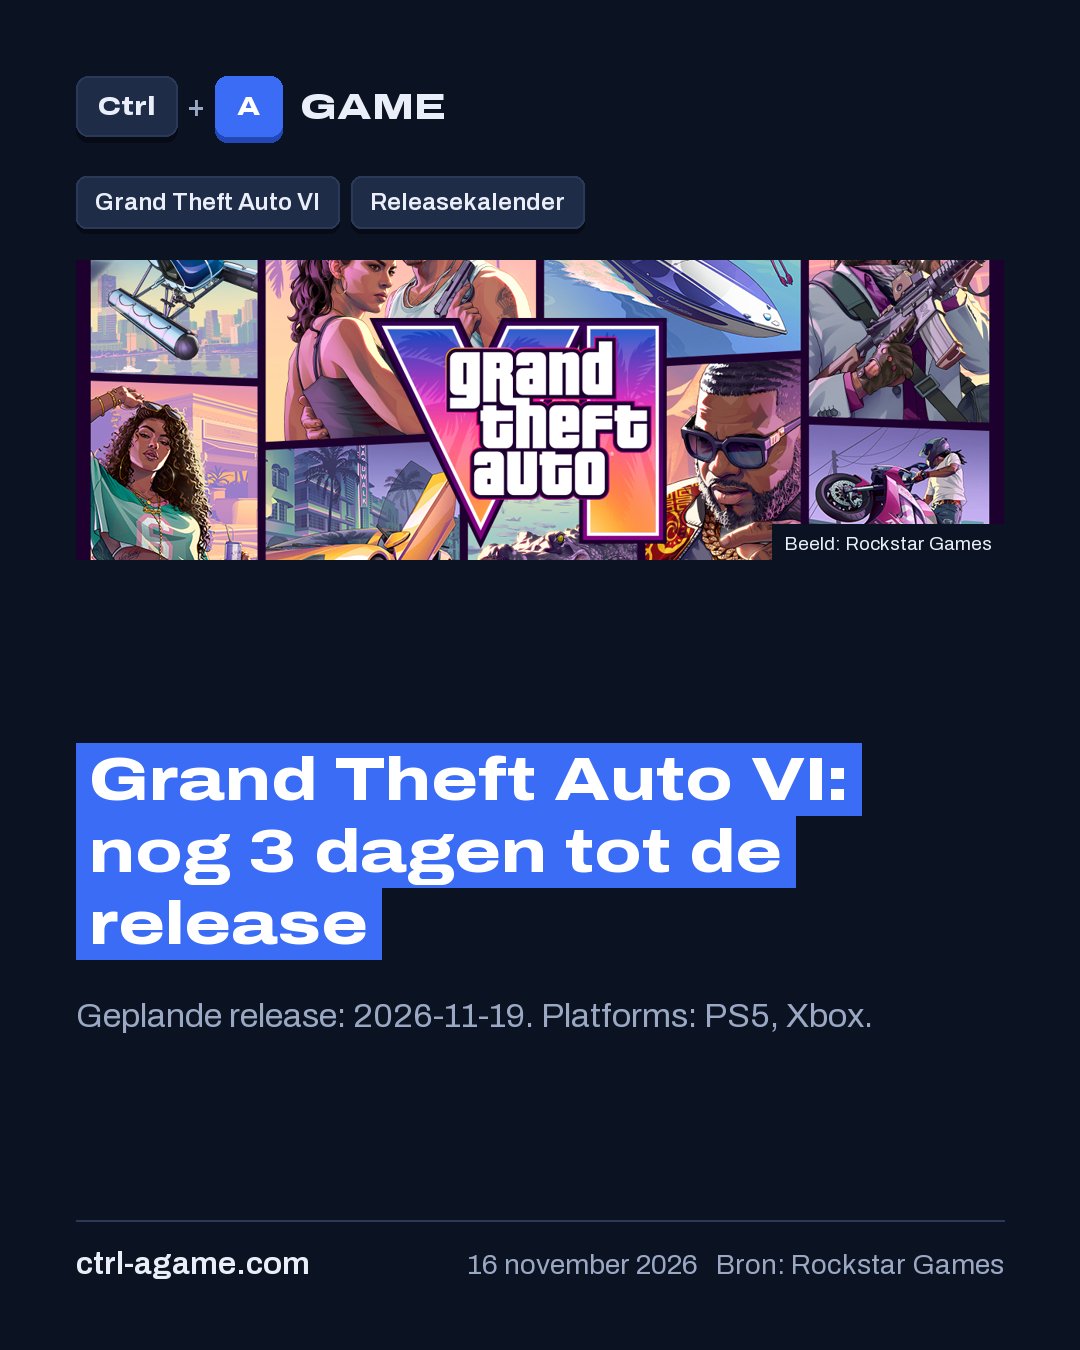 Ctrl + A GAME
Grand Theft Auto VI Releasekalender
grand
theft
auto
VI
Beeld: Rockstar Games
Grand Theft Auto VI:
nog 3 dagen tot de
release
Geplande release: 2026-11-19. Platforms: PS5, Xbox.
ctrl-agame.com 16 november 2026 Bron: Rockstar Games